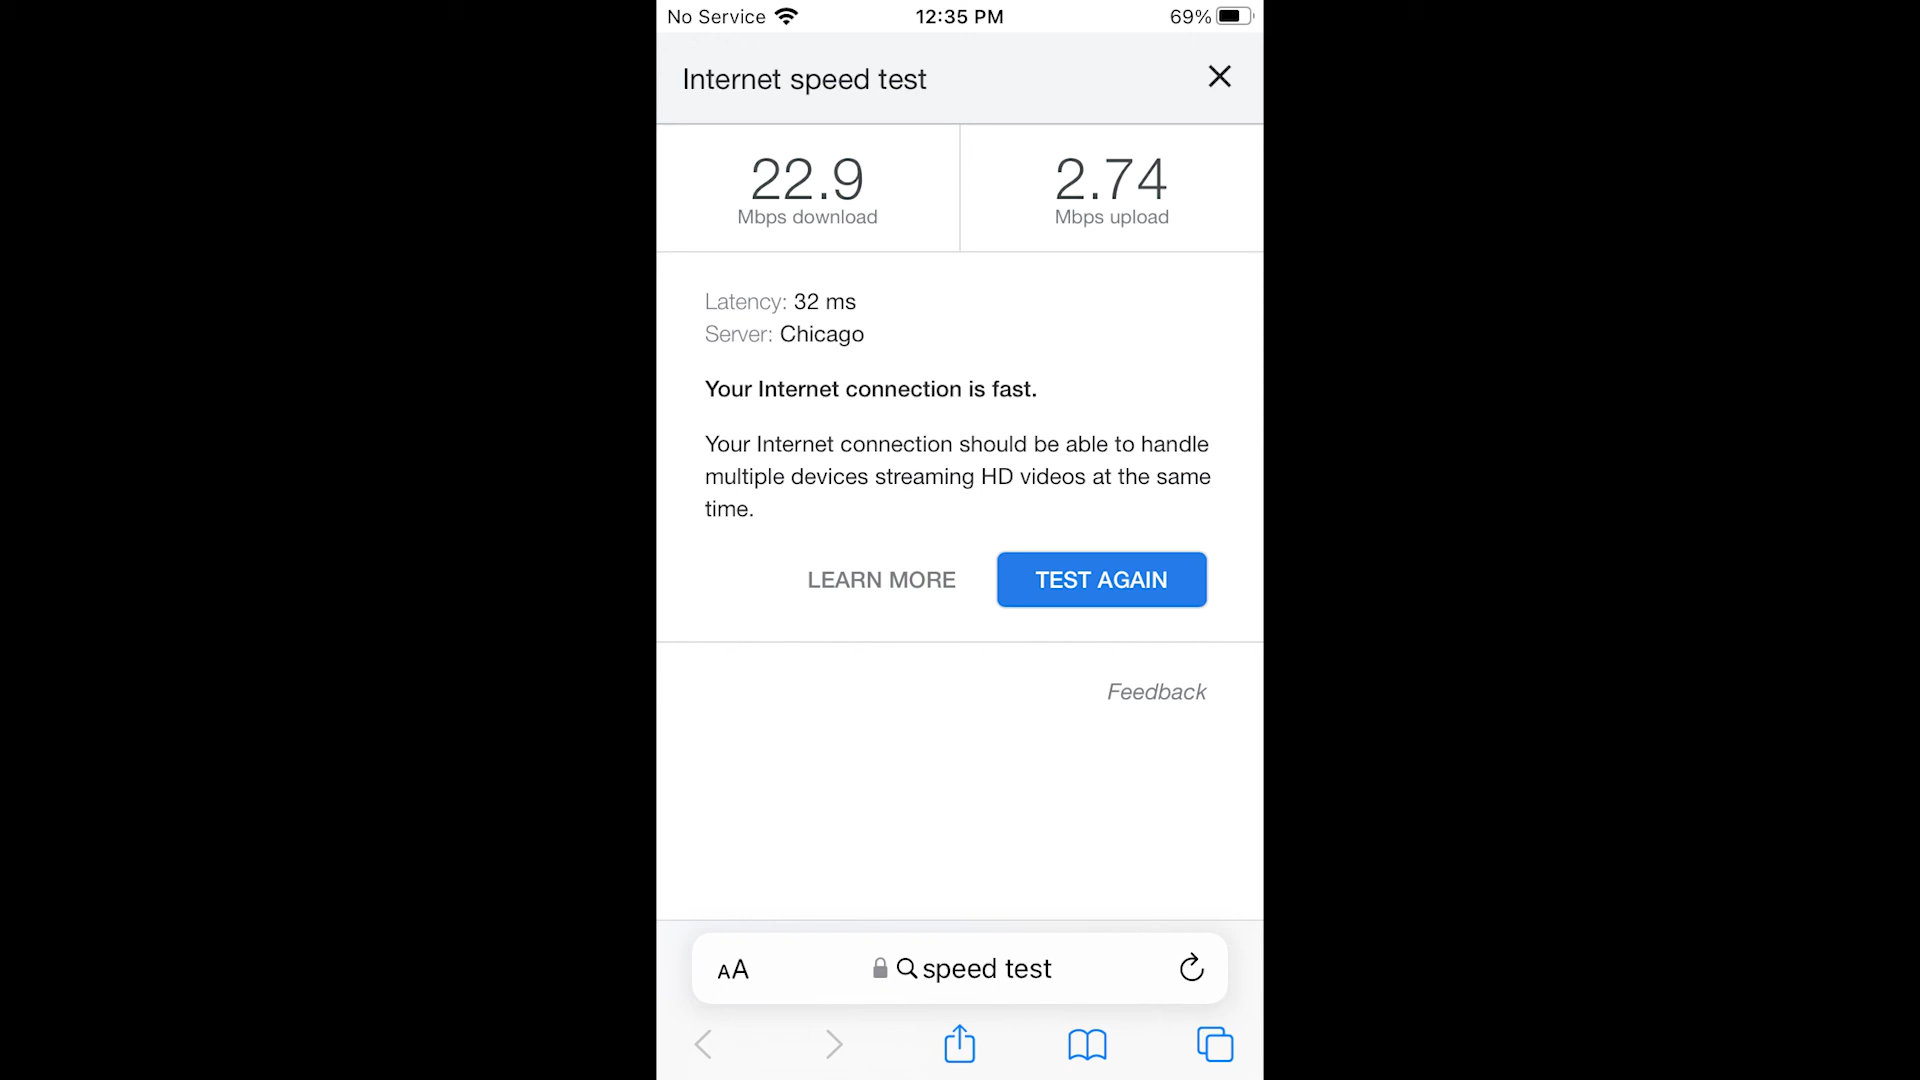 No Service
12:35 PM
69%
Internet speed test
22.9
Mbps download
2.74
Mbps upload
Latency: 32 ms
Server: Chicago
Your Internet connection is fast.
Your Internet connection should be able to handle
multiple devices streaming HD videos at the same
time.
LEARN MORE
TEST AGAIN
Feedback
AA
speed test